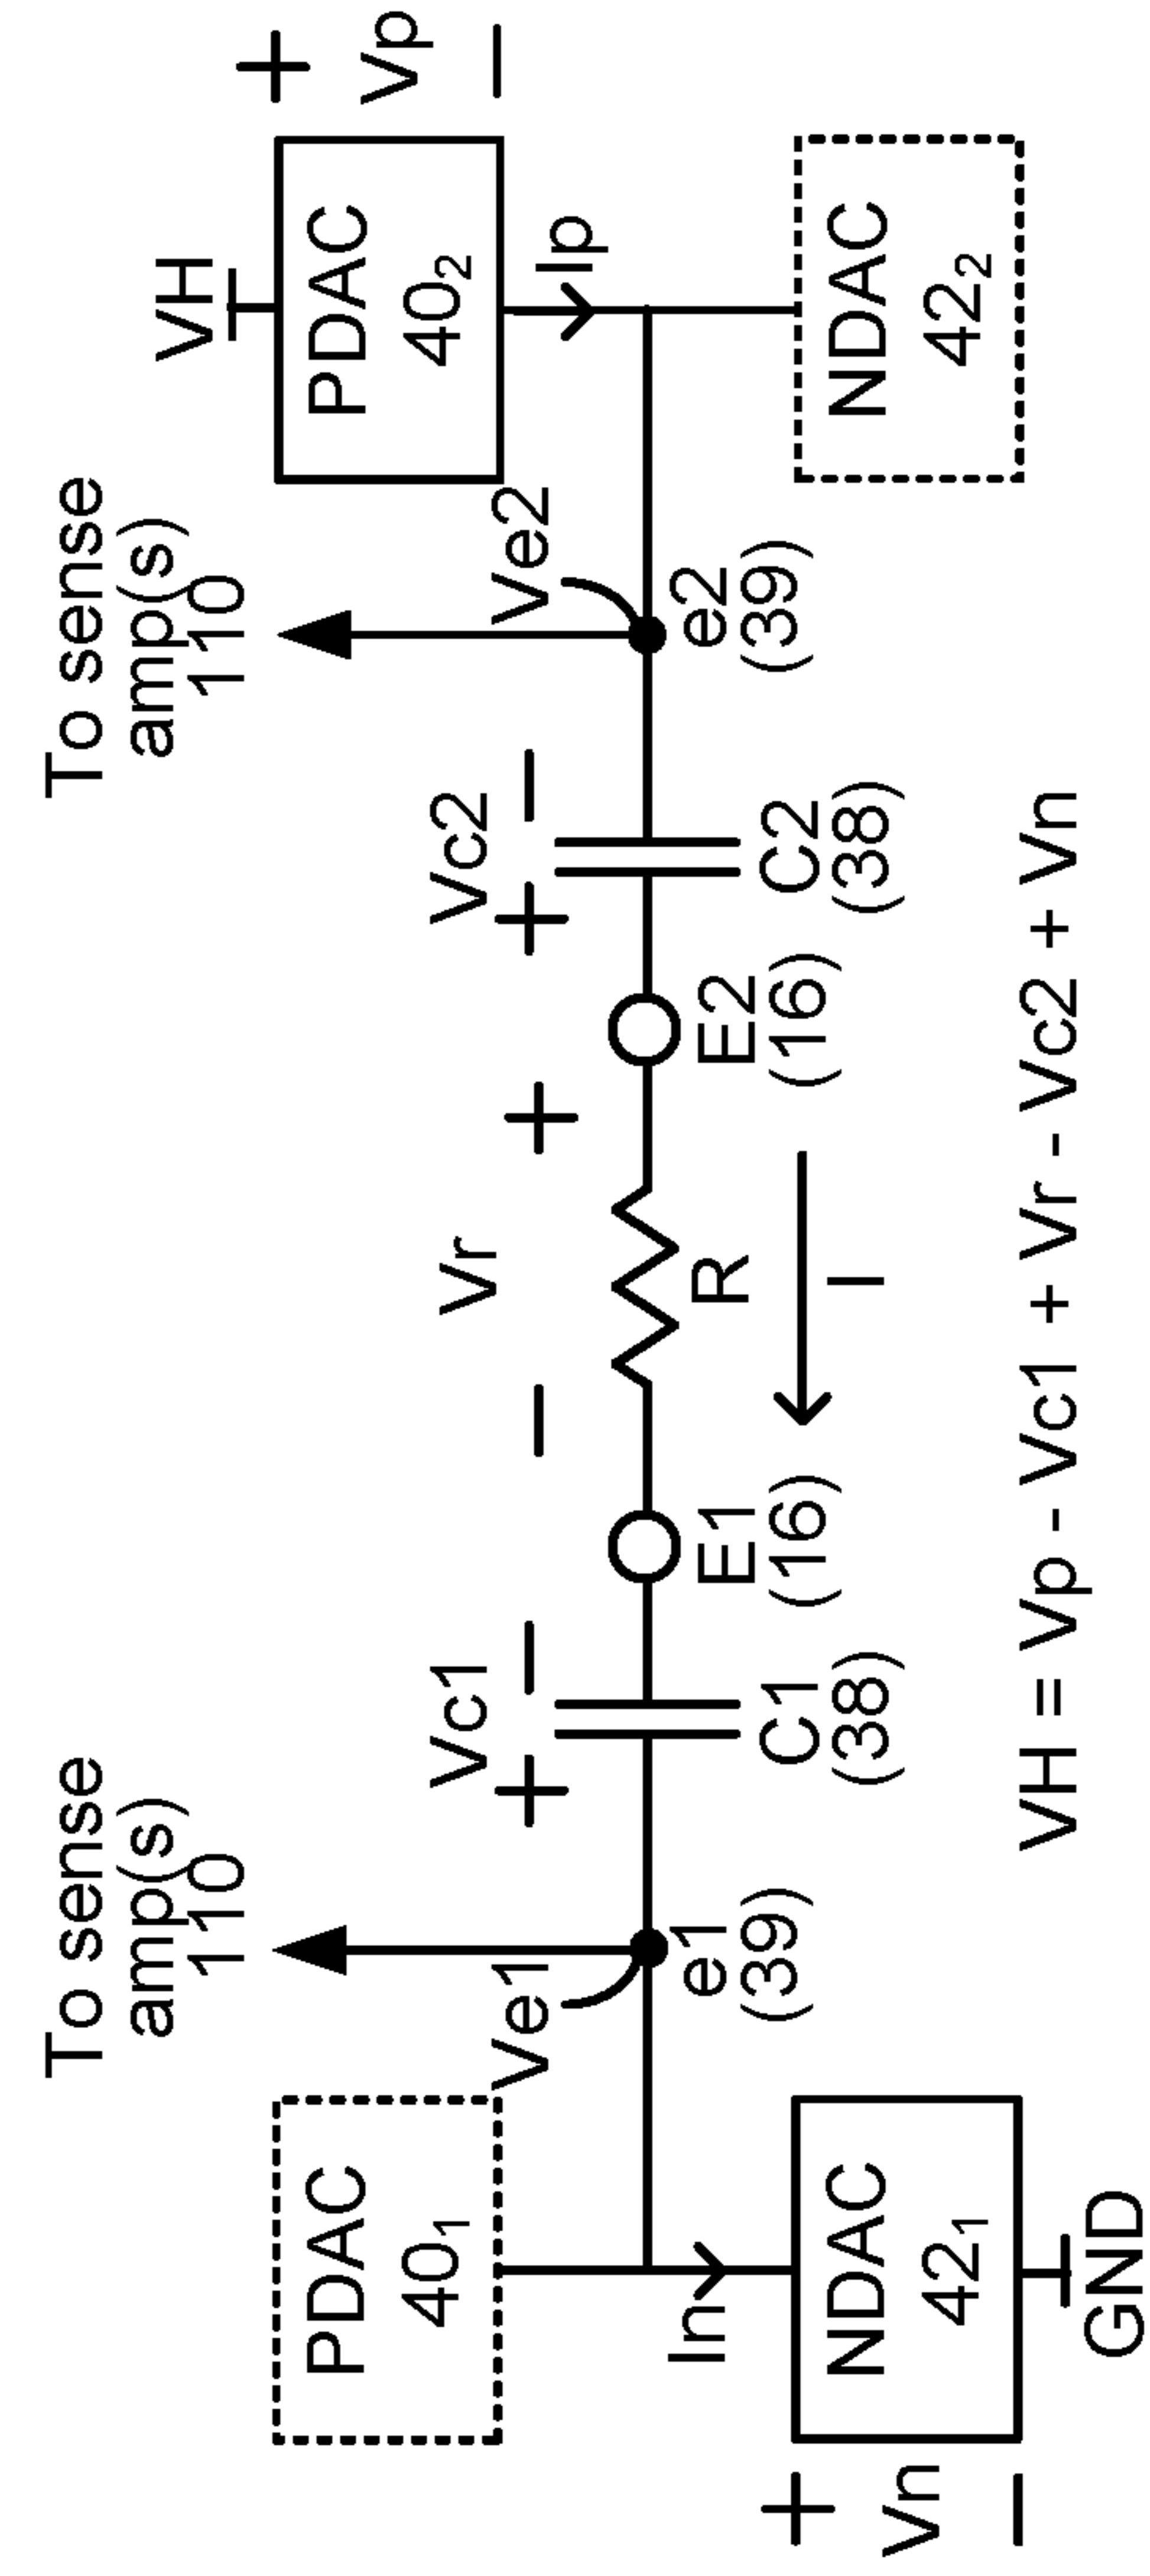 To sense
amp(s)
110
To sense
amp(s)
110
VH
PDAC
40₁
PDAC
40₂
+
Vp
−
Ve1
Vc1
+ −
Vr
− +
Vc2
+ −
Ve2
Ip
e1
(39)
C1
(38)
E1
(16)
R
E2
(16)
C2
(38)
e2
(39)
In
I
+
Vn
−
NDAC
42₁
NDAC
42₂
GND
VH = Vp - Vc1 + Vr - Vc2 + Vn